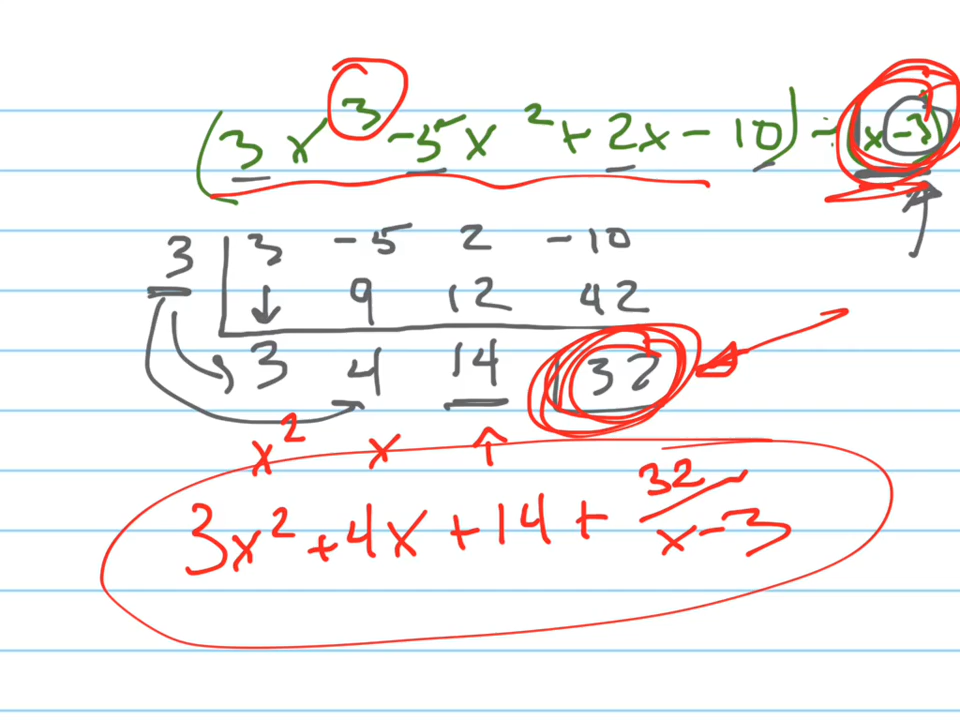 (3x³ - 5x² + 2x - 10) ÷ (x - 3)
3 3 -5 2 -10
↓ 9 12 42
3 4 14 32
x² x ↑
3x² + 4x + 14 + 32/x-3